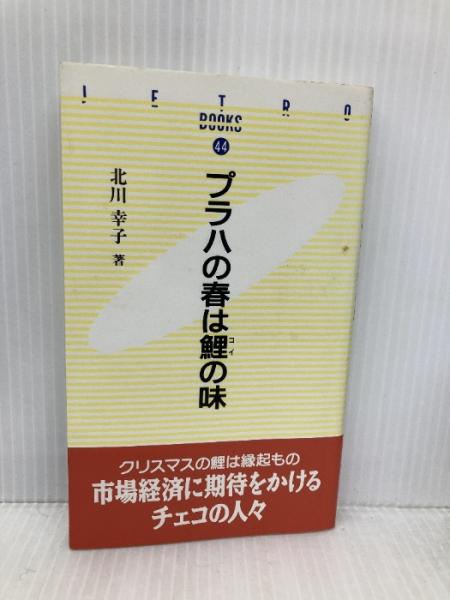 JETRO
BOOKS
44
プラハの春は鯉の味
コイ
北川幸子 著
クリスマスの鯉は縁起もの
市場経済に期待をかける
チェコの人々